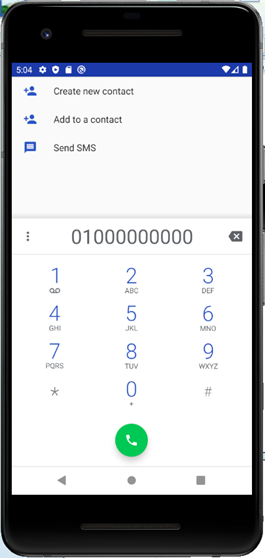 5:04
Create new contact
Add to a contact
Send SMS
01000000000
1 2 3
ABC DEF
4 5 6
GHI JKL MNO
7 8 9
PQRS TUV WXYZ
* 0 #
+